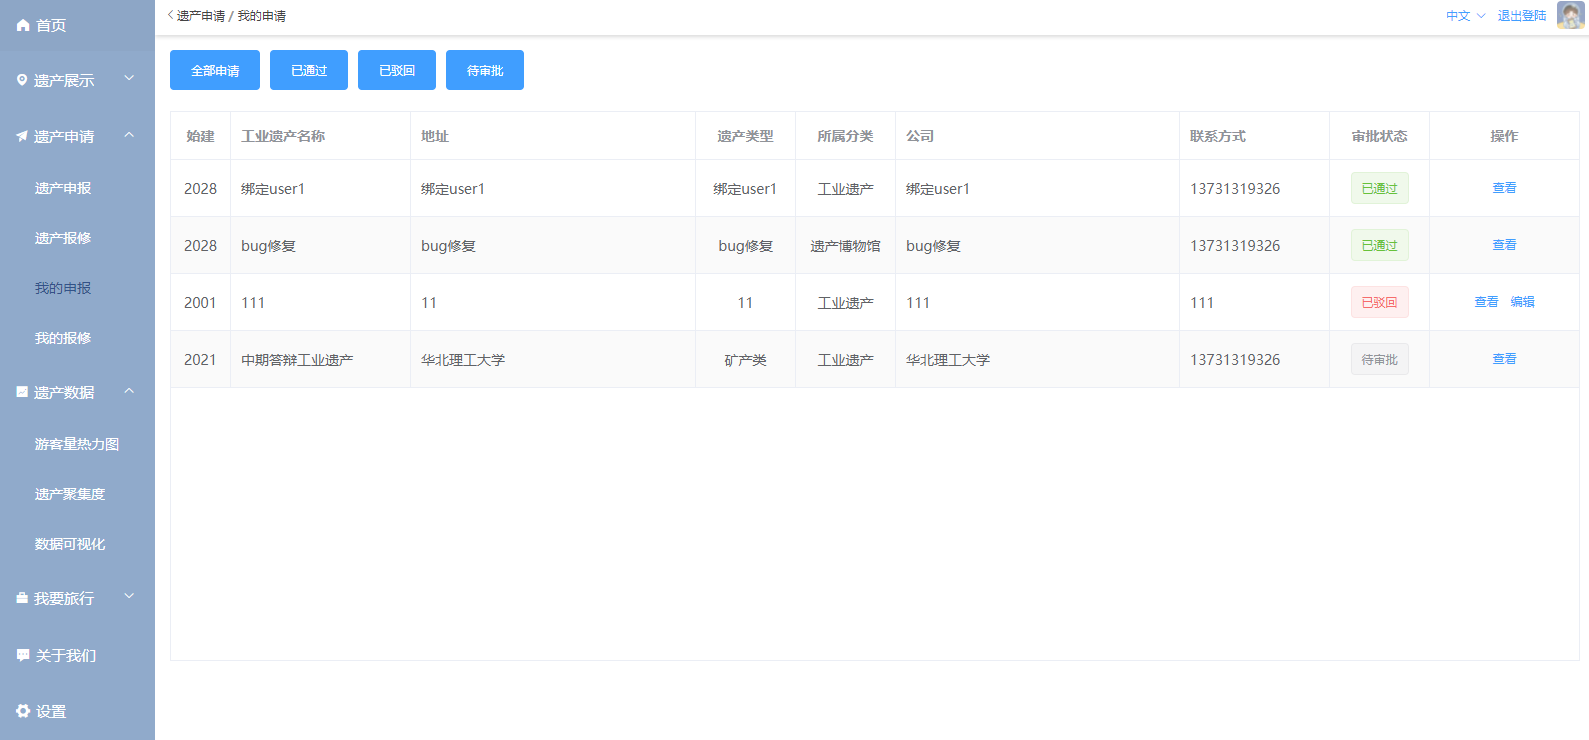 首页
遗产展示
遗产申请
遗产申报
遗产报修
我的申报
我的报修
遗产数据
游客量热力图
遗产聚集度
数据可视化
我要旅行
关于我们
设置
遗产申请 / 我的申请
中文 退出登陆
全部申请 已通过 已驳回 待审批
始建 工业遗产名称 地址 遗产类型 所属分类 公司 联系方式 审批状态 操作
2028 绑定user1 绑定user1 绑定user1 工业遗产 绑定user1 13731319326 已通过 查看
2028 bug修复 bug修复 bug修复 遗产博物馆 bug修复 13731319326 已通过 查看
2001 111 11 11 工业遗产 111 111 已驳回 查看 编辑
2021 中期答辩工业遗产 华北理工大学 矿产类 工业遗产 华北理工大学 13731319326 待审批 查看